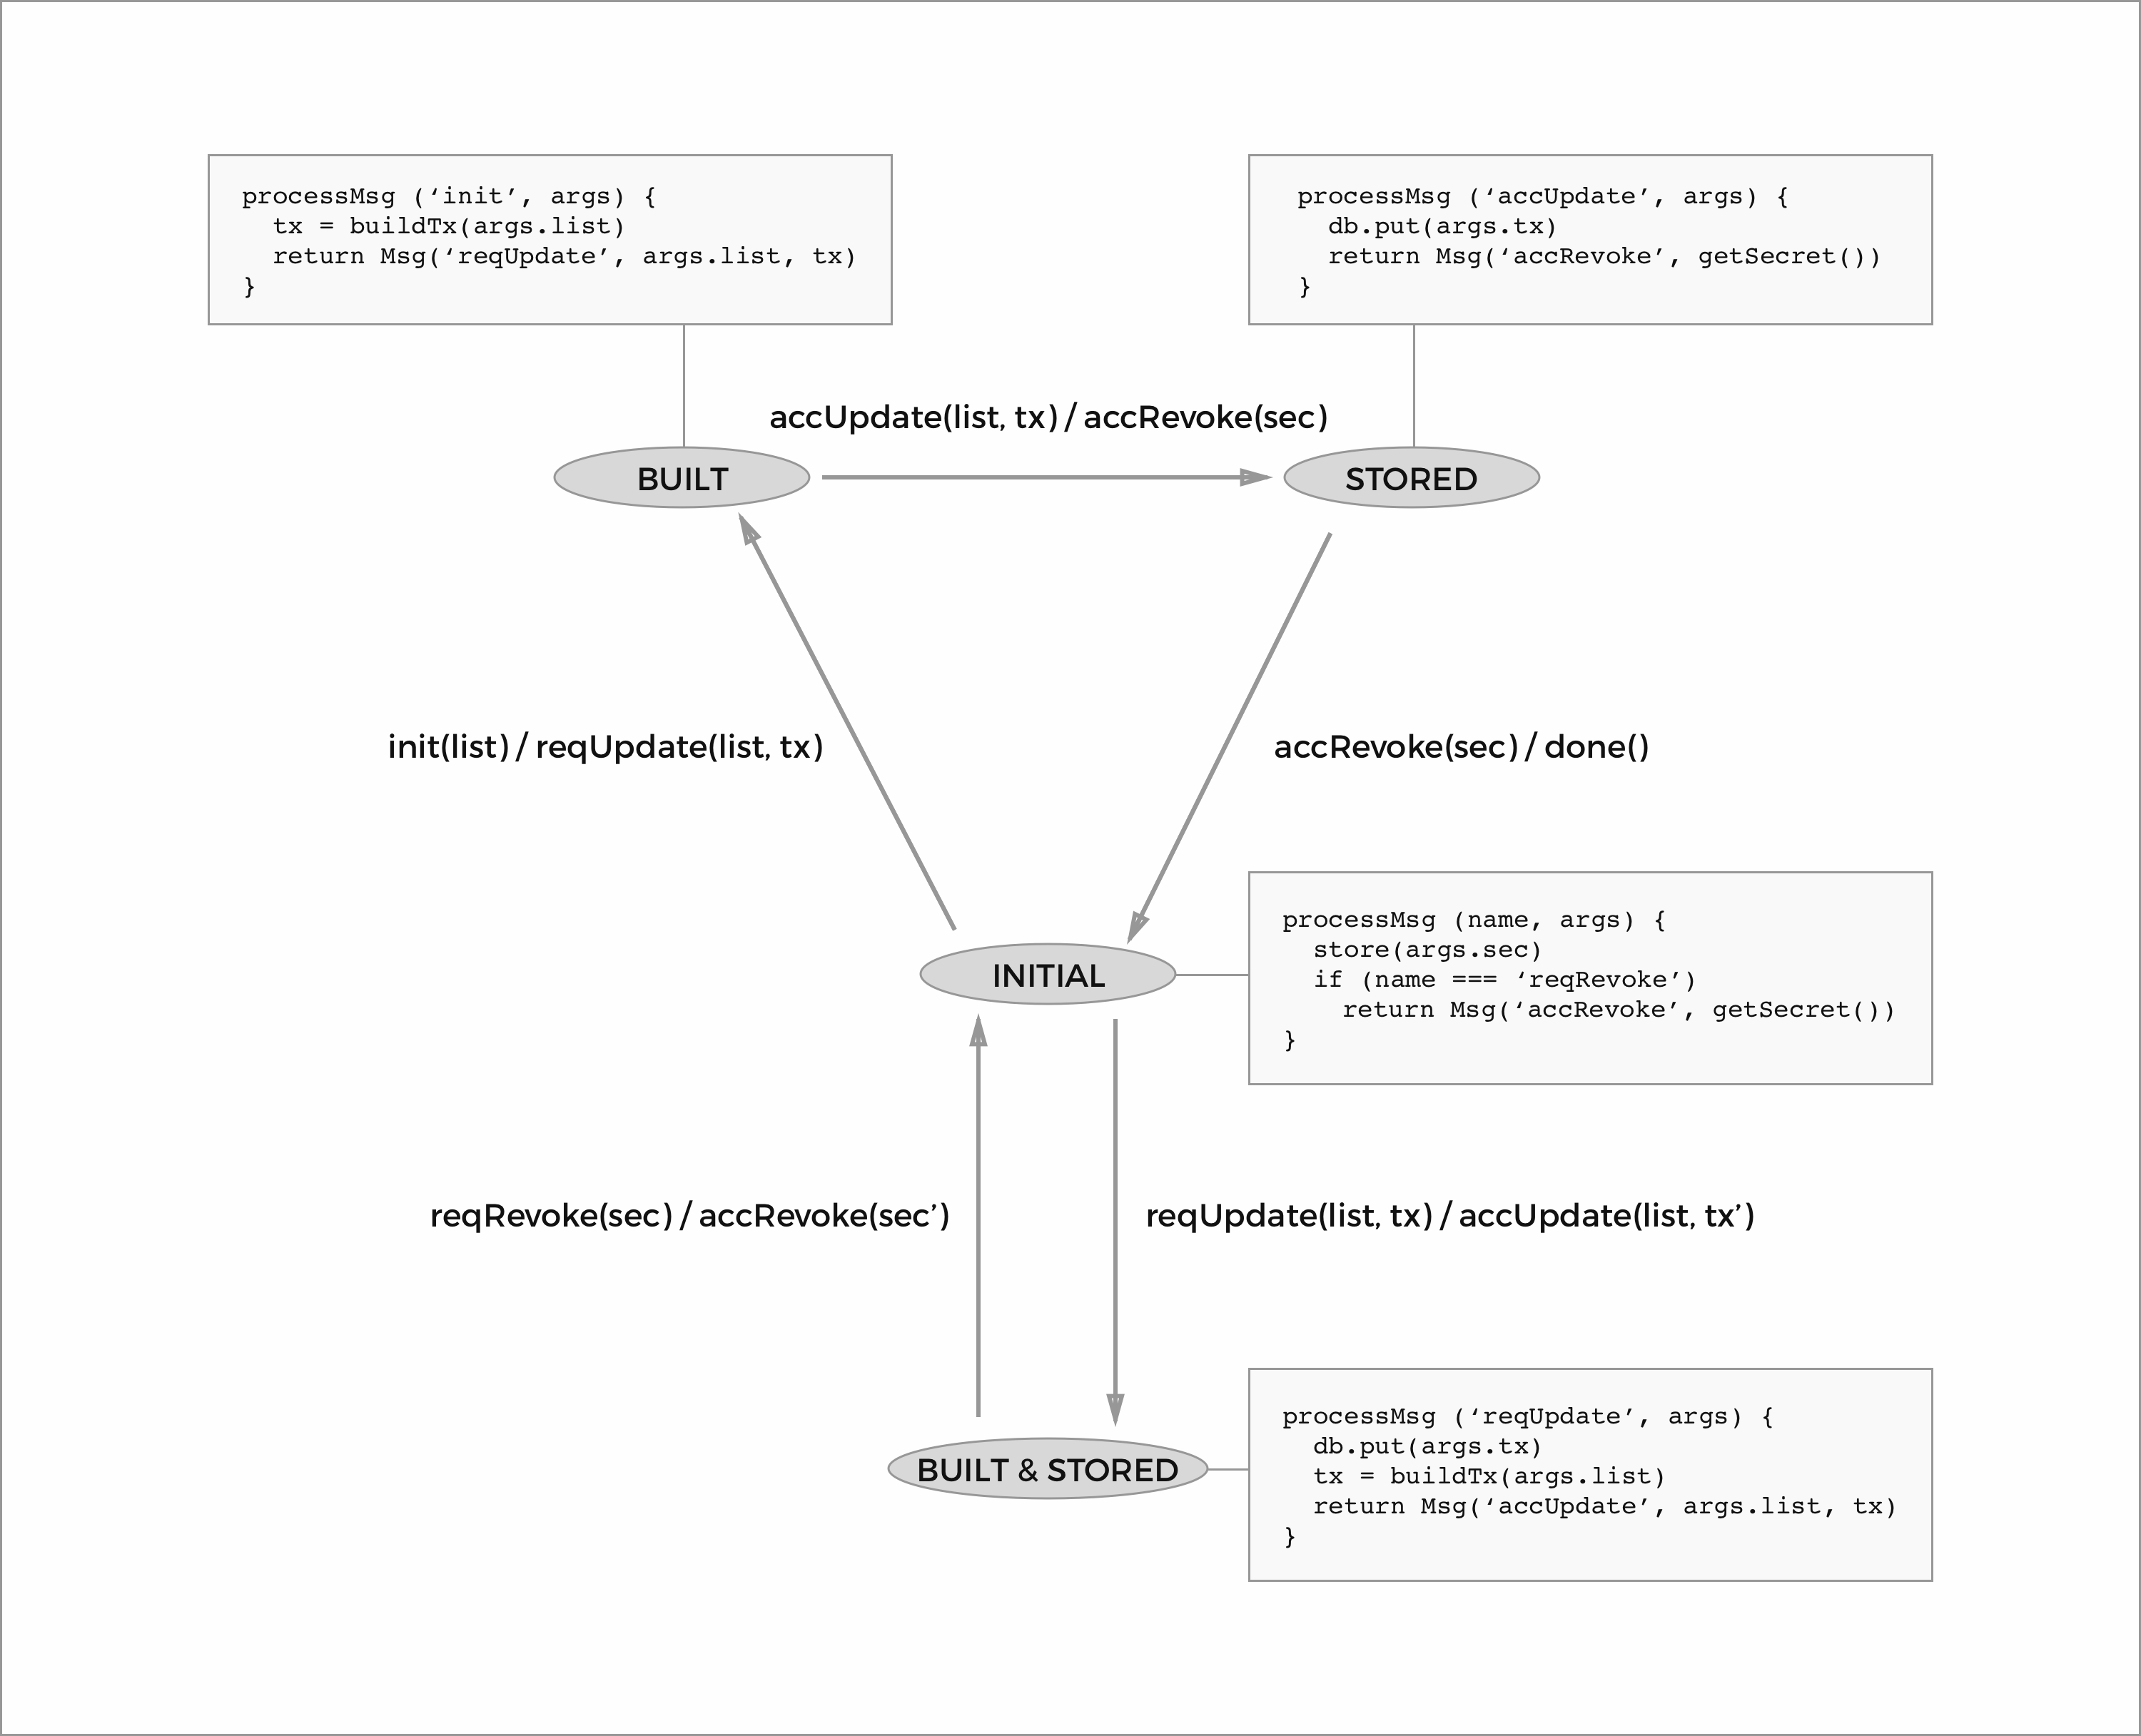 processMsg (‘init’, args) {
  tx = buildTx(args.list)
  return Msg(‘reqUpdate’, args.list, tx)
}
processMsg (‘accUpdate’, args) {
  db.put(args.tx)
  return Msg(‘accRevoke’, getSecret())
}
accUpdate(list, tx) / accRevoke(sec)
BUILT
STORED
init(list) / reqUpdate(list, tx)
accRevoke(sec) / done()
processMsg (name, args) {
  store(args.sec)
  if (name === ‘reqRevoke’)
    return Msg(‘accRevoke’, getSecret())
}
INITIAL
reqRevoke(sec) / accRevoke(sec’)
reqUpdate(list, tx) / accUpdate(list, tx’)
BUILT & STORED
processMsg (‘reqUpdate’, args) {
  db.put(args.tx)
  tx = buildTx(args.list)
  return Msg(‘accUpdate’, args.list, tx)
}